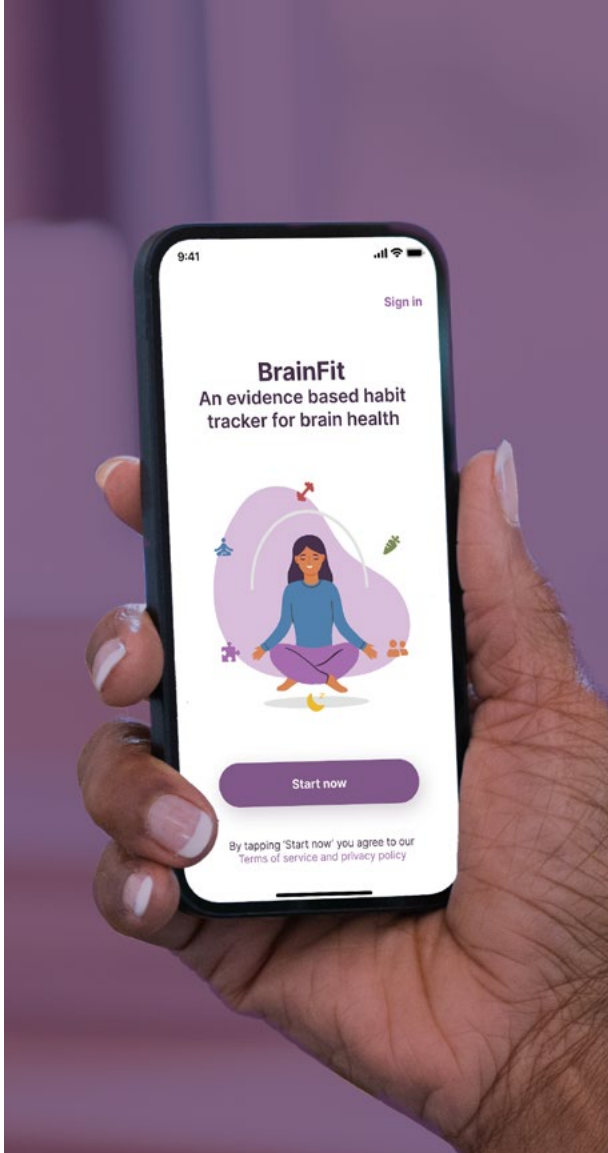 9:41
Sign in
BrainFit
An evidence based habit
tracker for brain health
Start now
By tapping 'Start now' you agree to our
Terms of service and privacy policy